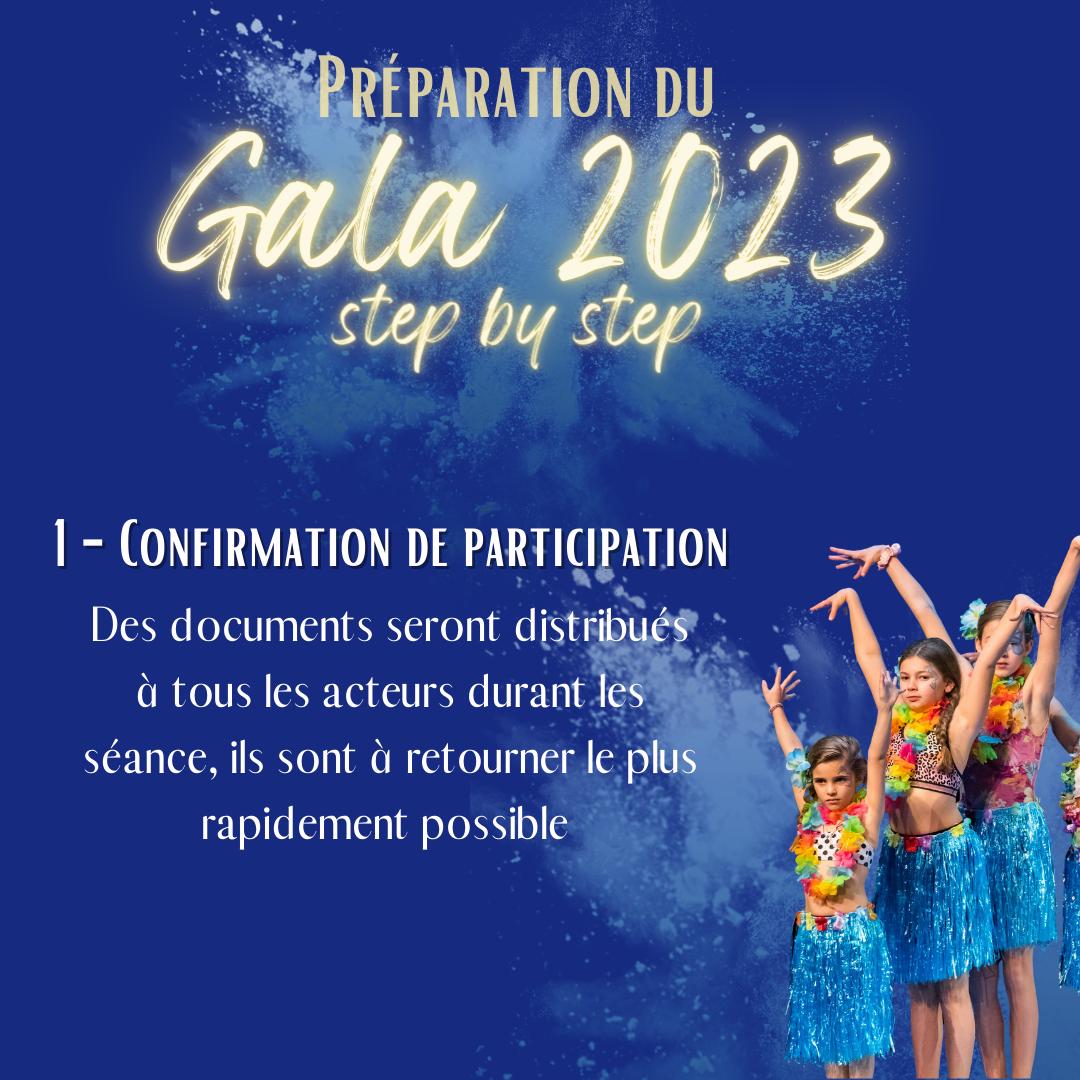 Préparation du
Gala 2023
step by step
1 - Confirmation de participation
Des documents seront distribués
à tous les acteurs durant les
séance, ils sont à retourner le plus
rapidement possible